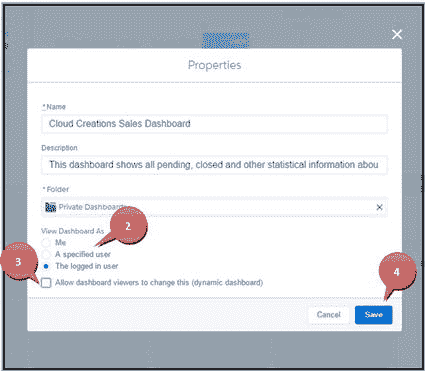 Properties
*Name
Cloud Creations Sales Dashboard
Description
This dashboard shows all pending, closed and other statistical information abou
*Folder
Private Dashboards
View Dashboard As
Me
2
A specified user
The logged in user
3
Allow dashboard viewers to change this (dynamic dashboard)
4
Cancel
Save